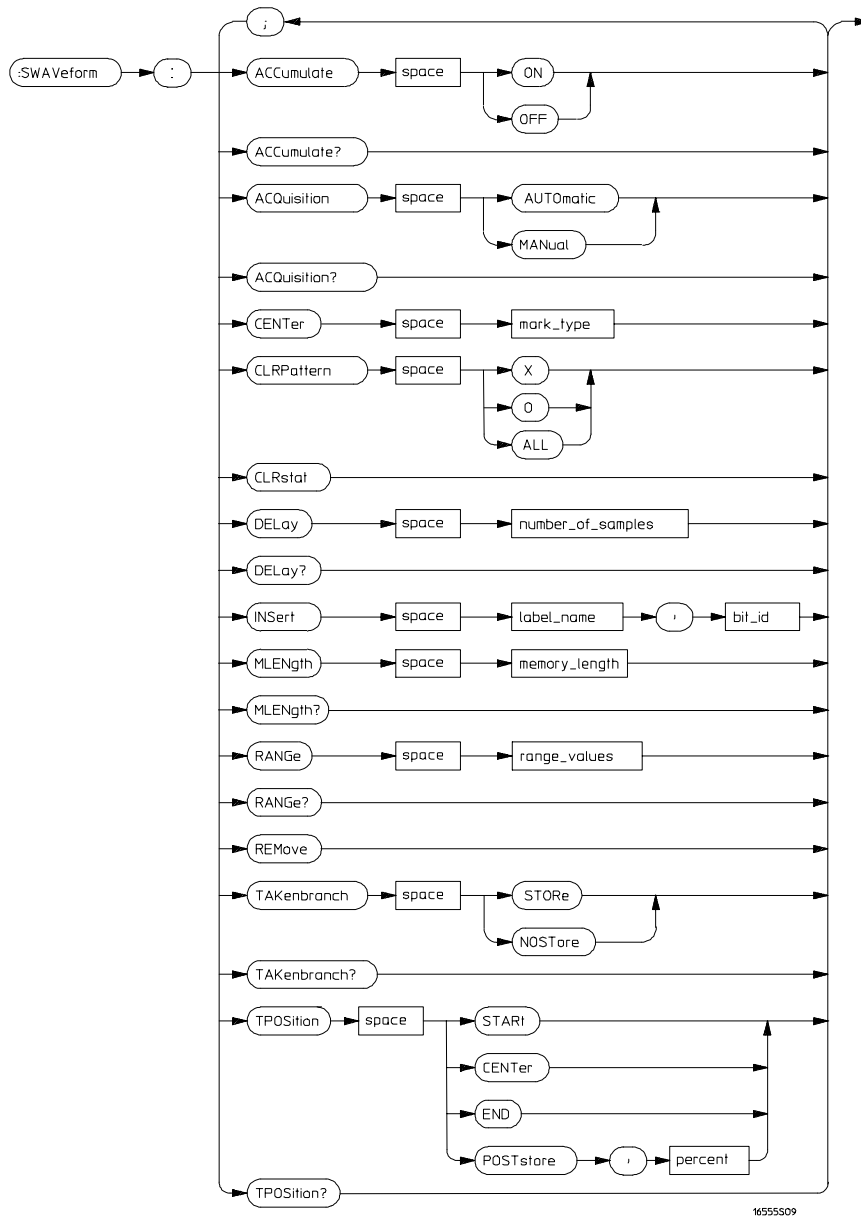 ;
:SWAVeform : ACCumulate space ON
OFF
ACCumulate?
ACQuisition space AUTOmatic
MANual
ACQuisition?
CENTer space mark_type
CLRPattern space X
O
ALL
CLRstat
DELay space number_of_samples
DELay?
INSert space label_name , bit_id
MLENgth space memory_length
MLENgth?
RANGe space range_values
RANGe?
REMove
TAKenbranch space STORe
NOSTore
TAKenbranch?
TPOSition space STARt
CENTer
END
POSTstore , percent
TPOSition?
16555S09